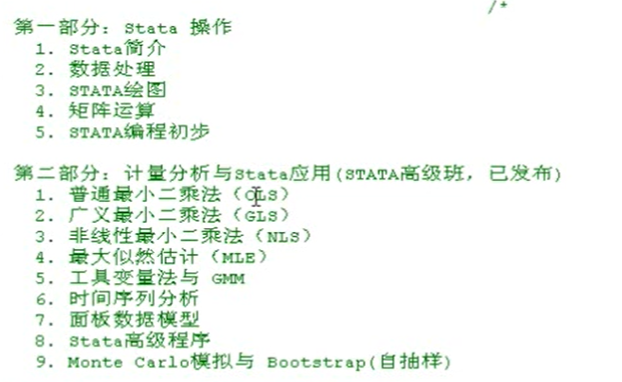 /*
第一部分: Stata 操作
1. Stata简介
2. 数据处理
3. STATA绘图
4. 矩阵运算
5. STATA编程初步
第二部分: 计量分析与Stata应用(STATA高级班, 已发布)
1. 普通最小二乘法（OLS）
2. 广义最小二乘法（GLS）
3. 非线性最小二乘法（NLS）
4. 最大似然估计（MLE）
5. 工具变量法与 GMM
6. 时间序列分析
7. 面板数据模型
8. Stata高级程序
9. Monte Carlo模拟与 Bootstrap(自抽样)